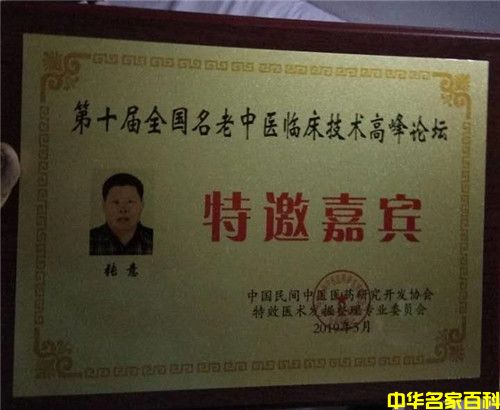 第十届全国名老中医临床技术高峰论坛
特邀嘉宾
张意
中国民间中医医药研究开发协会
特效医术发掘整理专业委员会
2019年3月
中华名家百科